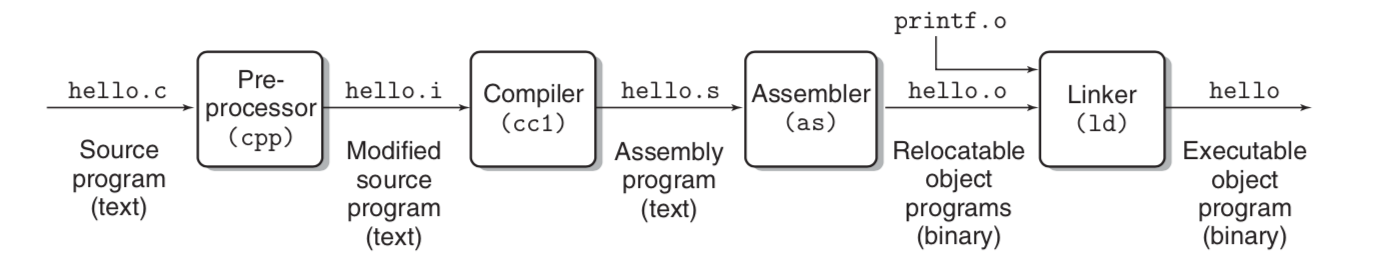 printf.o
hello.c
Pre-
processor
(cpp)
hello.i
Compiler
(cc1)
hello.s
Assembler
(as)
hello.o
Linker
(ld)
hello
Source
program
(text)
Modified
source
program
(text)
Assembly
program
(text)
Relocatable
object
programs
(binary)
Executable
object
program
(binary)